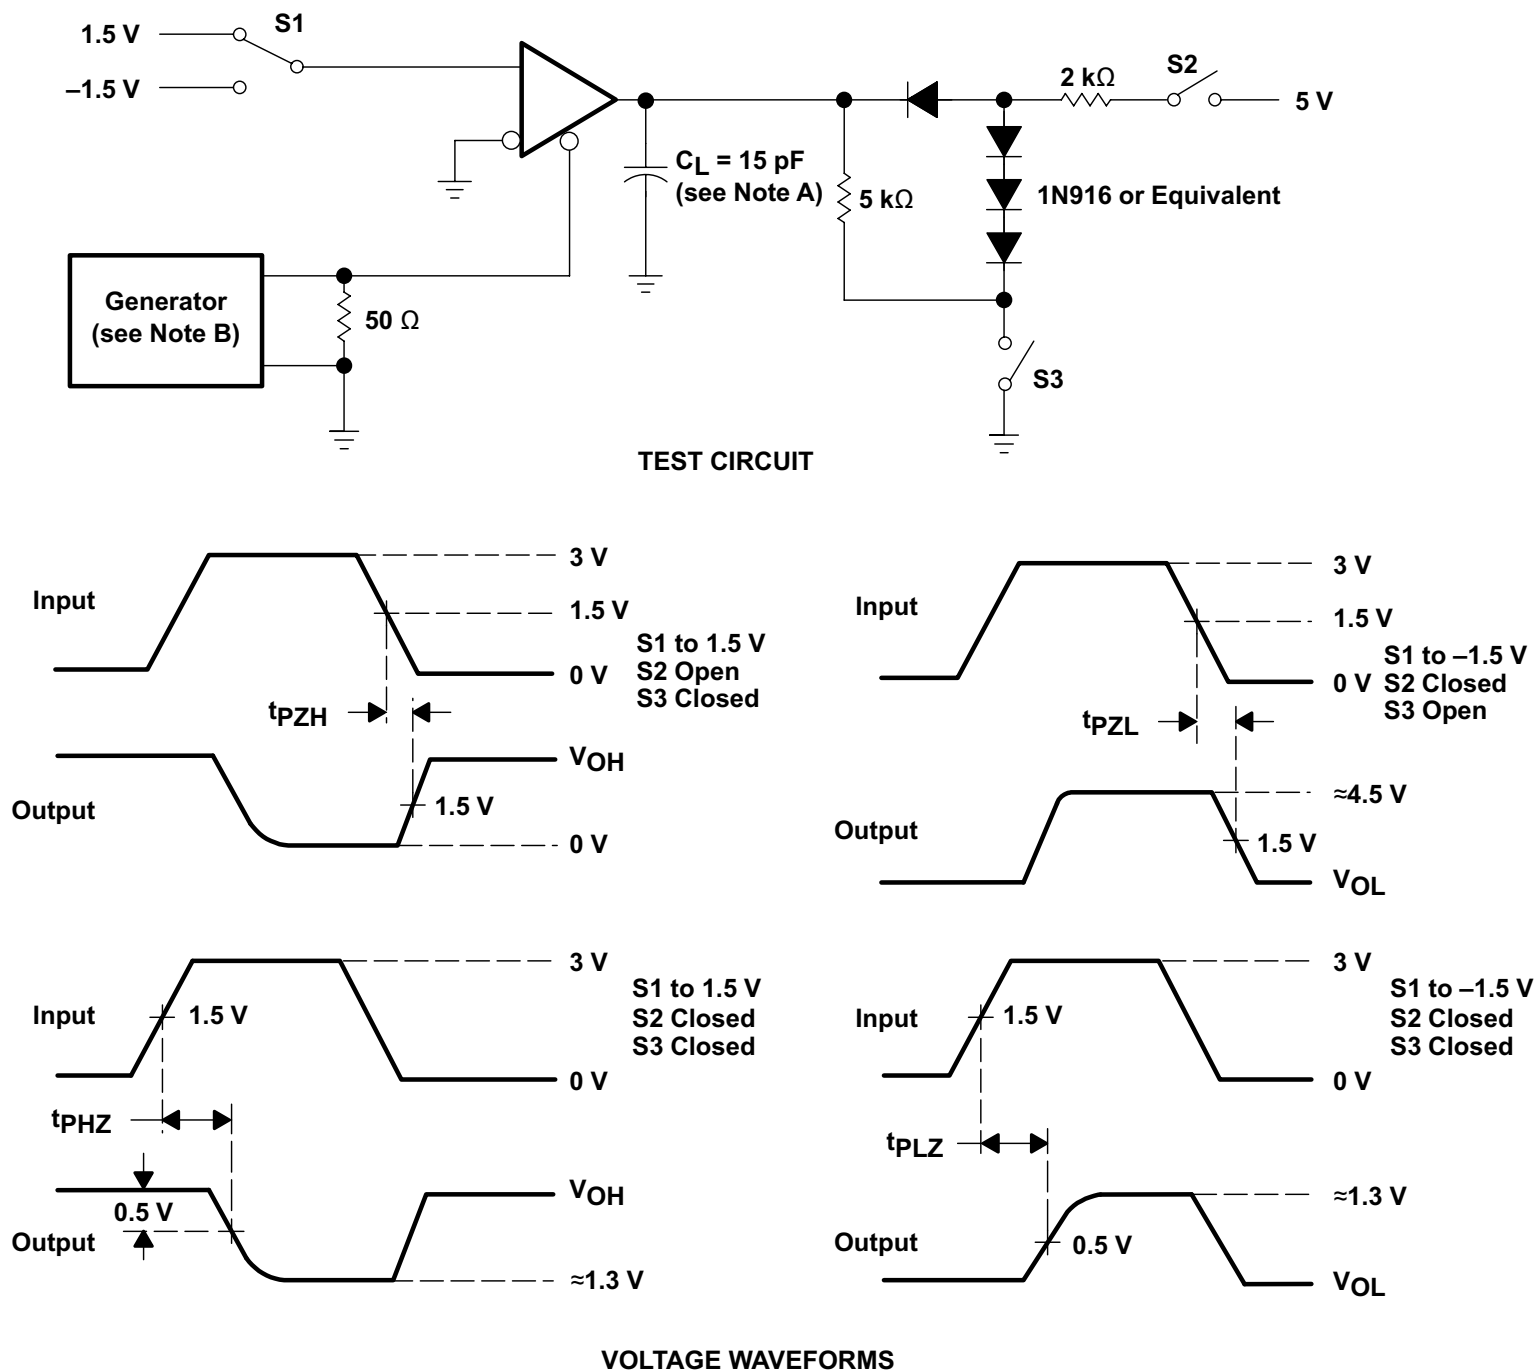 1.5 V
S1
–1.5 V
2 kΩ
S2
5 V
CL = 15 pF
(see Note A)
5 kΩ
1N916 or Equivalent
Generator
(see Note B)
50 Ω
S3
TEST CIRCUIT
Input
3 V
1.5 V
0 V
S1 to 1.5 V
S2 Open
S3 Closed
tPZH
Output
VOH
1.5 V
0 V
Input
3 V
1.5 V
0 V
S1 to –1.5 V
S2 Closed
S3 Open
tPZL
Output
≈4.5 V
1.5 V
VOL
Input
3 V
1.5 V
0 V
S1 to 1.5 V
S2 Closed
S3 Closed
tPHZ
0.5 V
Output
VOH
≈1.3 V
Input
3 V
1.5 V
0 V
S1 to –1.5 V
S2 Closed
S3 Closed
tPLZ
Output
≈1.3 V
0.5 V
VOL
VOLTAGE WAVEFORMS